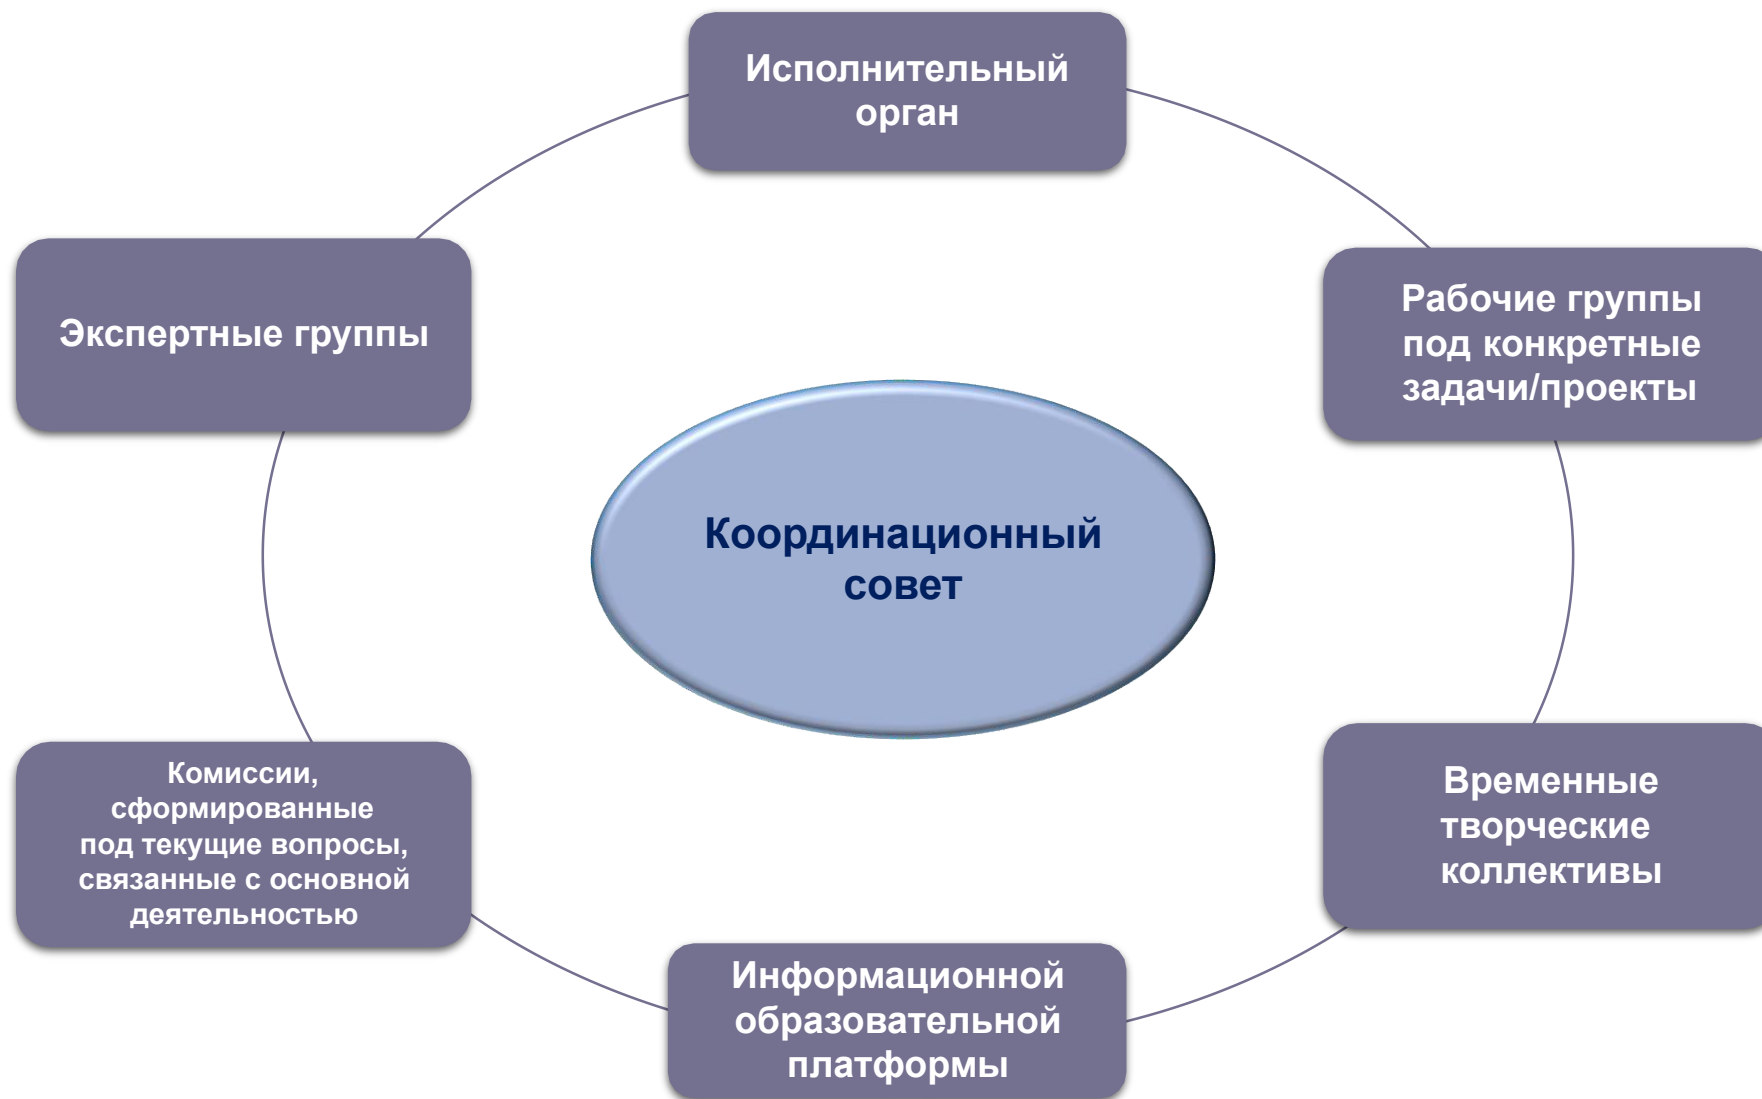 Исполнительный
орган
Экспертные группы
Рабочие группы
под конкретные
задачи/проекты
Координационный
совет
Комиссии,
сформированные
под текущие вопросы,
связанные с основной
деятельностью
Временные
творческие
коллективы
Информационной
образовательной
платформы